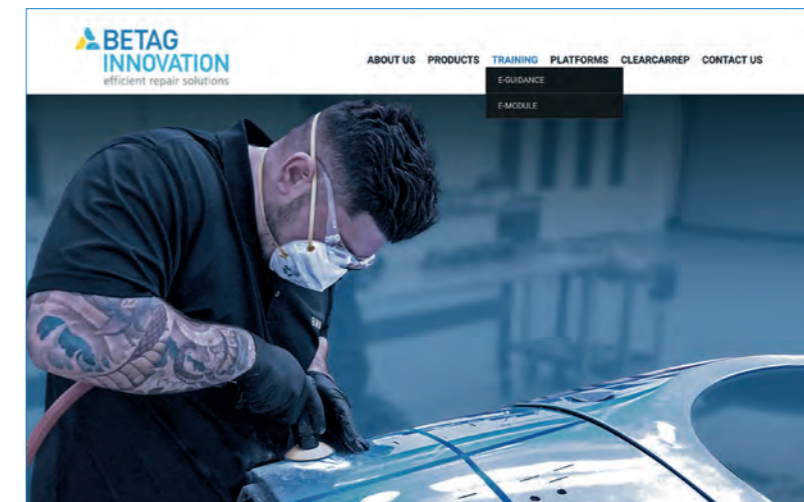 BETAG
INNOVATION
efficient repair solutions
ABOUT US PRODUCTS TRAINING PLATFORMS CLEARCARREP CONTACT US
E-GUIDANCE
E-MODULE